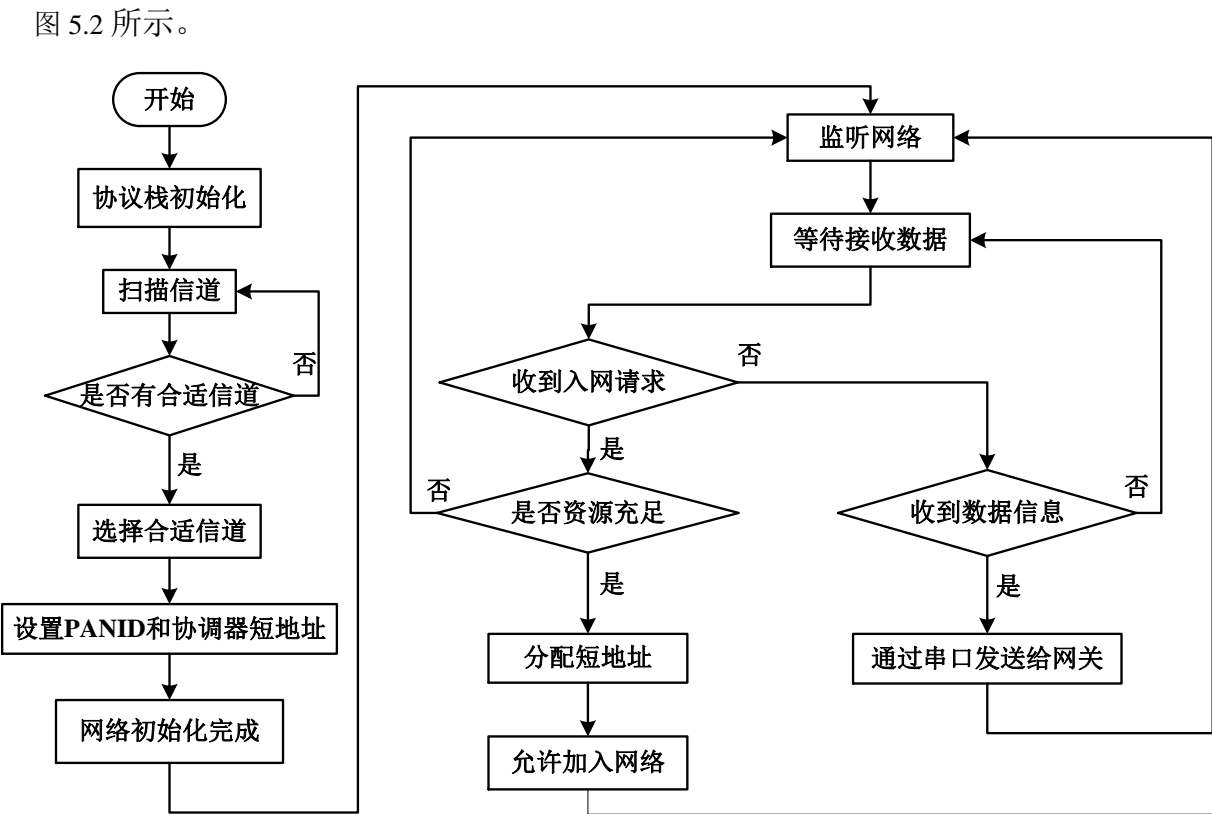 图 5.2 所示。
开始
协议栈初始化
扫描信道
否
是否有合适信道
是
选择合适信道
设置PANID和协调器短地址
网络初始化完成
监听网络
等待接收数据
收到入网请求
否
是
否
是否资源充足
是
分配短地址
允许加入网络
收到数据信息
否
是
通过串口发送给网关